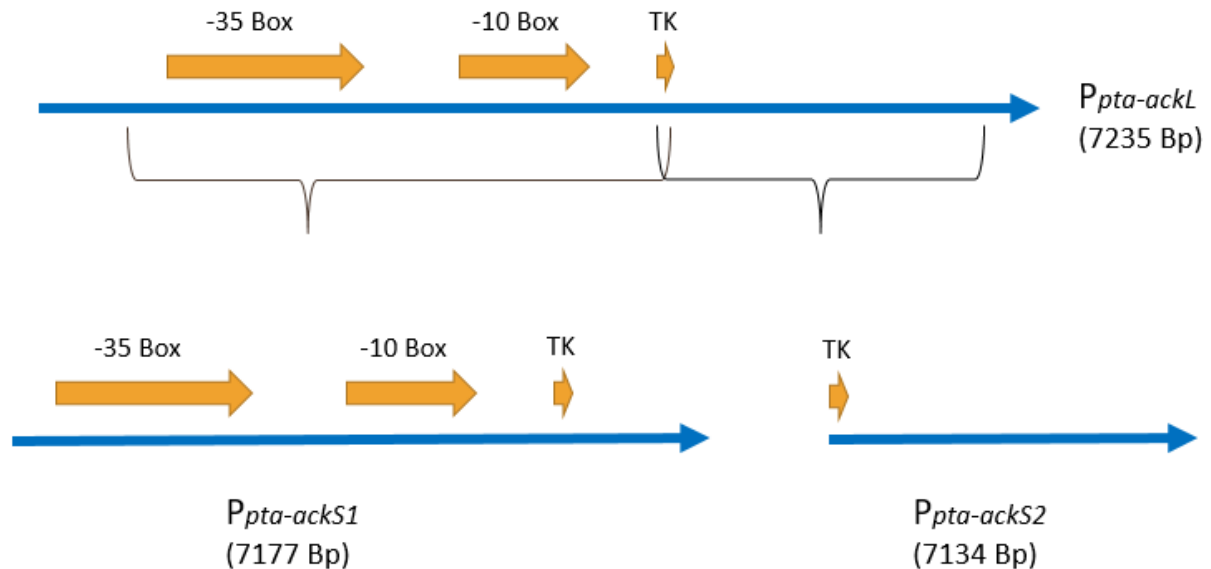 -35 Box
-10 Box
TK
Ppta-ackL
(7235 Bp)
-35 Box
-10 Box
TK
TK
Ppta-ackS1
(7177 Bp)
Ppta-ackS2
(7134 Bp)